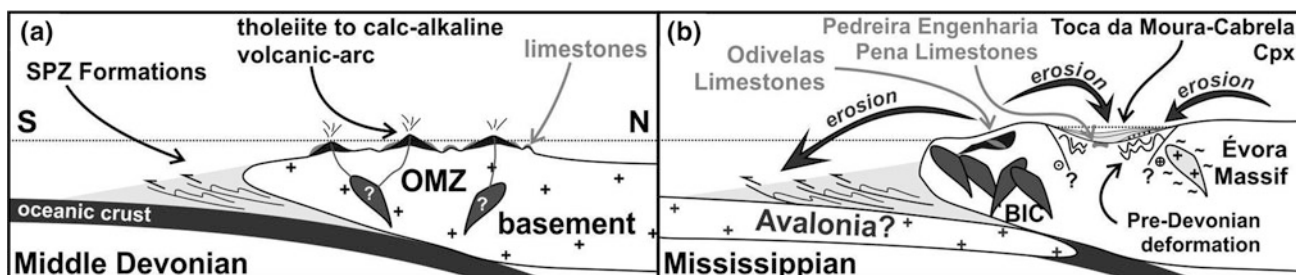 (a)
tholeiite to calc-alkaline
volcanic-arc
limestones
SPZ Formations
S
N
OMZ
?
?
basement
oceanic crust
Middle Devonian
(b)
Pedreira Engenharia
Pena Limestones
Toca da Moura-Cabrela
Cpx
Odivelas
Limestones
erosion
erosion
erosion
?
?
Évora
Massif
BIC
Avalonia?
Pre-Devonian
deformation
Mississippian